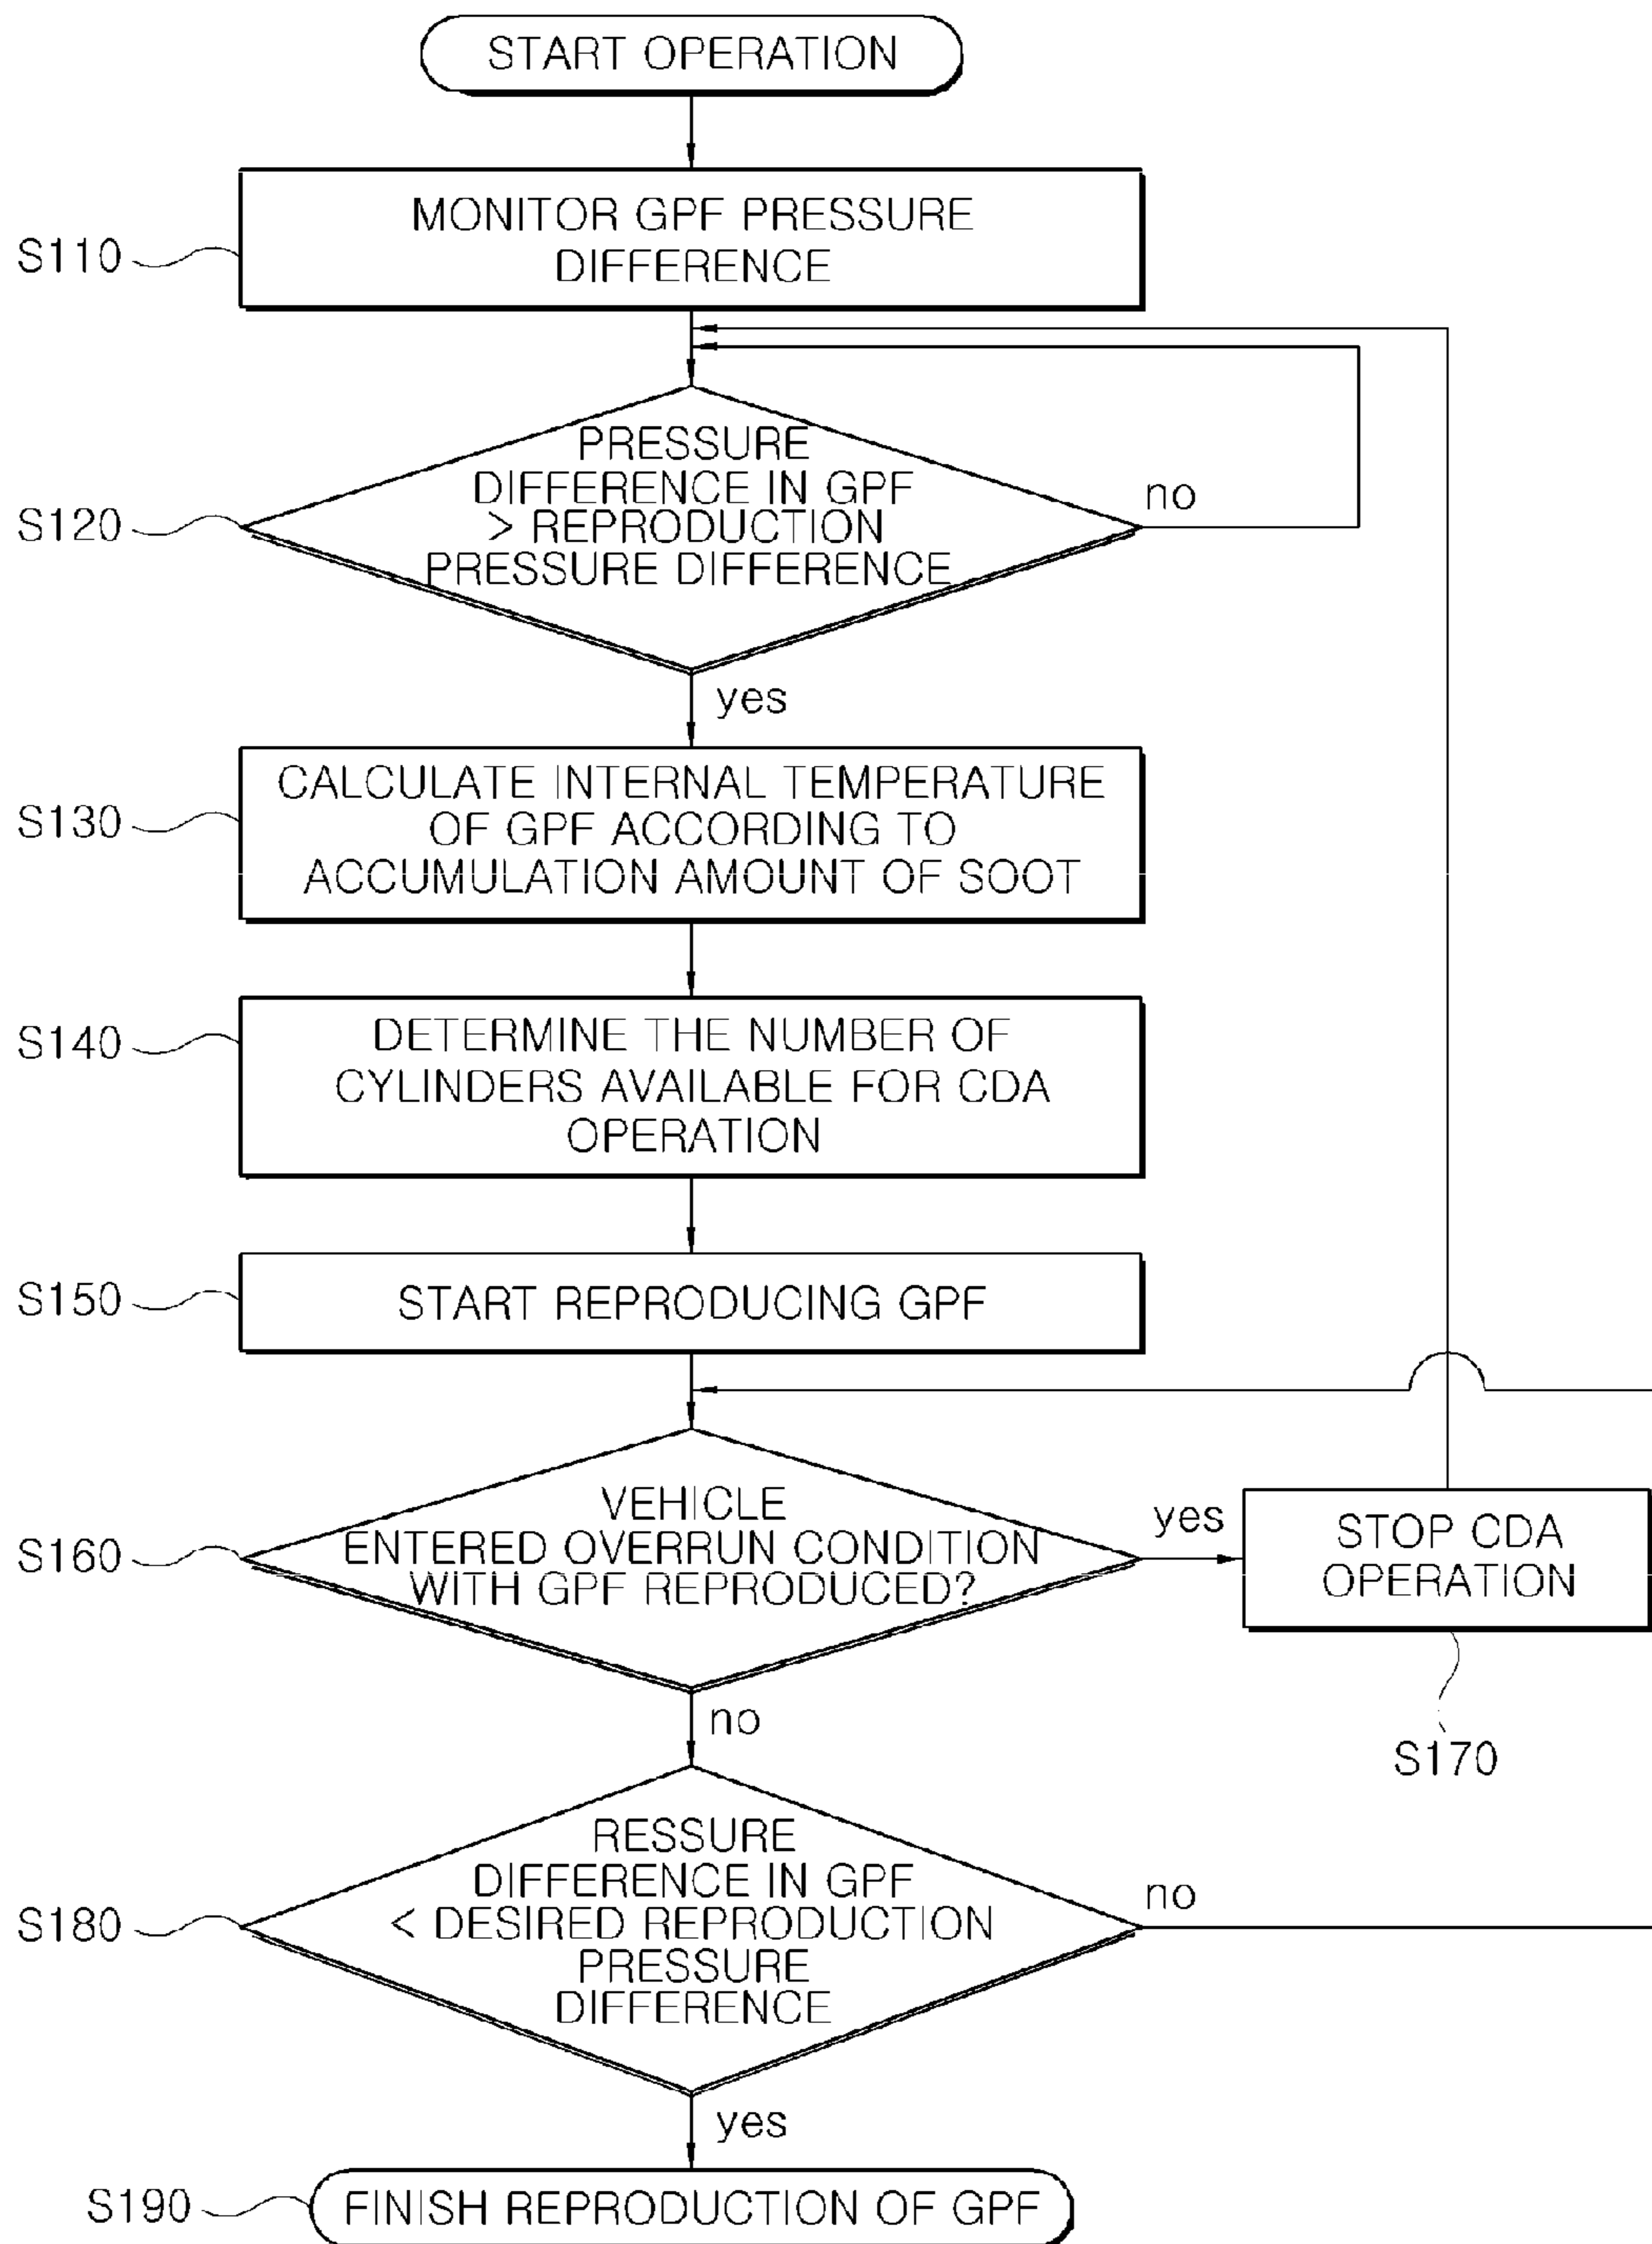 START OPERATION
MONITOR GPF PRESSURE
DIFFERENCE
S110
PRESSURE
DIFFERENCE IN GPF
> REPRODUCTION
PRESSURE DIFFERENCE
S120
no
yes
CALCULATE INTERNAL TEMPERATURE
OF GPF ACCORDING TO
ACCUMULATION AMOUNT OF SOOT
S130
DETERMINE THE NUMBER OF
CYLINDERS AVAILABLE FOR CDA
OPERATION
S140
START REPRODUCING GPF
S150
VEHICLE
ENTERED OVERRUN CONDITION
WITH GPF REPRODUCED?
S160
yes
STOP CDA
OPERATION
S170
no
RESSURE
DIFFERENCE IN GPF
< DESIRED REPRODUCTION
PRESSURE
DIFFERENCE
S180
no
yes
FINISH REPRODUCTION OF GPF
S190